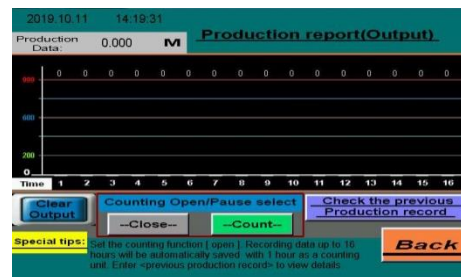 2019.10.11 14:19:31
Production Data: 0.000 M
Production report(Output)
0 0 0 0 0 0 0 0 0 0 0 0 0 0 0 0
900
600
200
0
Time 1 2 3 4 5 6 7 8 9 10 11 12 13 14 15 16
Clear Output
Counting Open/Pause select
--Close-- --Count--
Check the previous
Production record
Special tips:
Set the counting function [ open ]. Recording data up to 16
hours will be automatically saved with 1 hour as a counting
unit. Enter <previous production record> to view details
Back